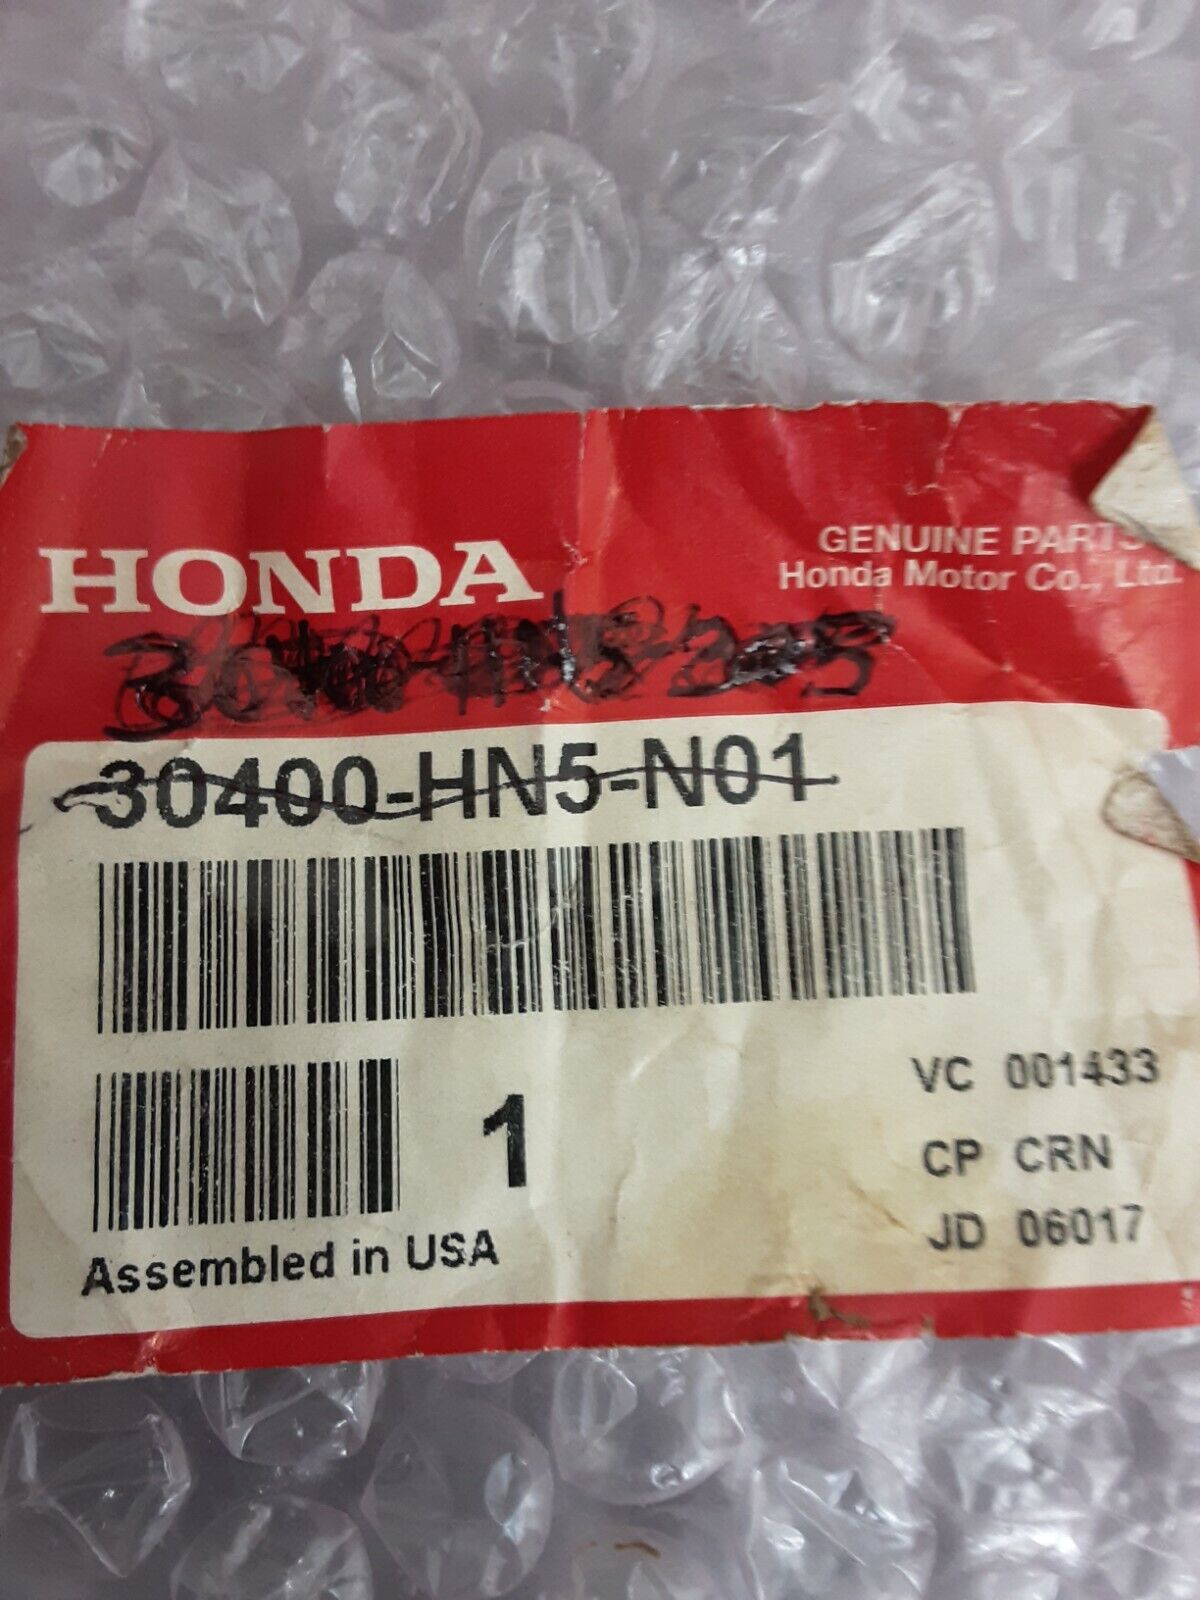 HONDA
GENUINE PARTS
Honda Motor Co., Ltd.
30400-HN5-N01
1
VC 001433
CP CRN
JD 06017
Assembled in USA